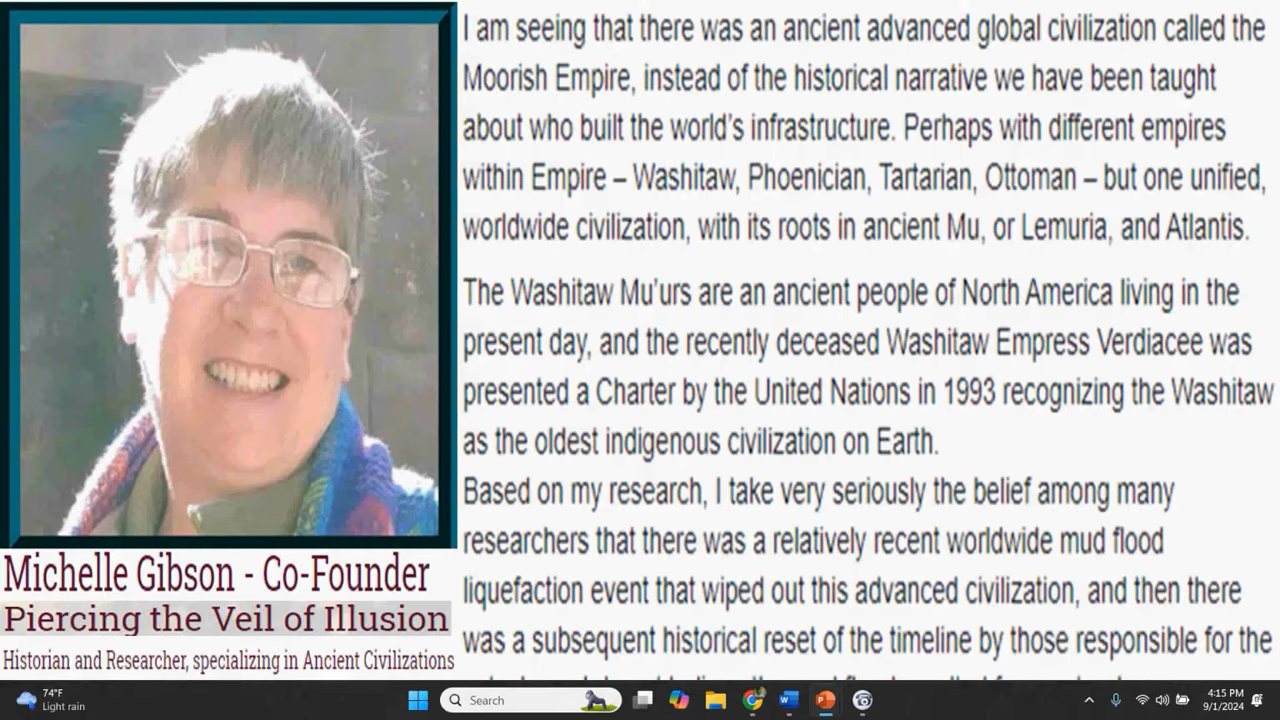 I am seeing that there was an ancient advanced global civilization called the
Moorish Empire, instead of the historical narrative we have been taught
about who built the world's infrastructure. Perhaps with different empires
within Empire – Washitaw, Phoenician, Tartarian, Ottoman – but one unified,
worldwide civilization, with its roots in ancient Mu, or Lemuria, and Atlantis.
The Washitaw Mu'urs are an ancient people of North America living in the
present day, and the recently deceased Washitaw Empress Verdiacee was
presented a Charter by the United Nations in 1993 recognizing the Washitaw
as the oldest indigenous civilization on Earth.
Based on my research, I take very seriously the belief among many
researchers that there was a relatively recent worldwide mud flood
liquefaction event that wiped out this advanced civilization, and then there
was a subsequent historical reset of the timeline by those responsible for the
Michelle Gibson - Co-Founder
Piercing the Veil of Illusion
Historian and Researcher, specializing in Ancient Civilizations
74°F
Light rain
Search
4:15 PM
9/1/2024